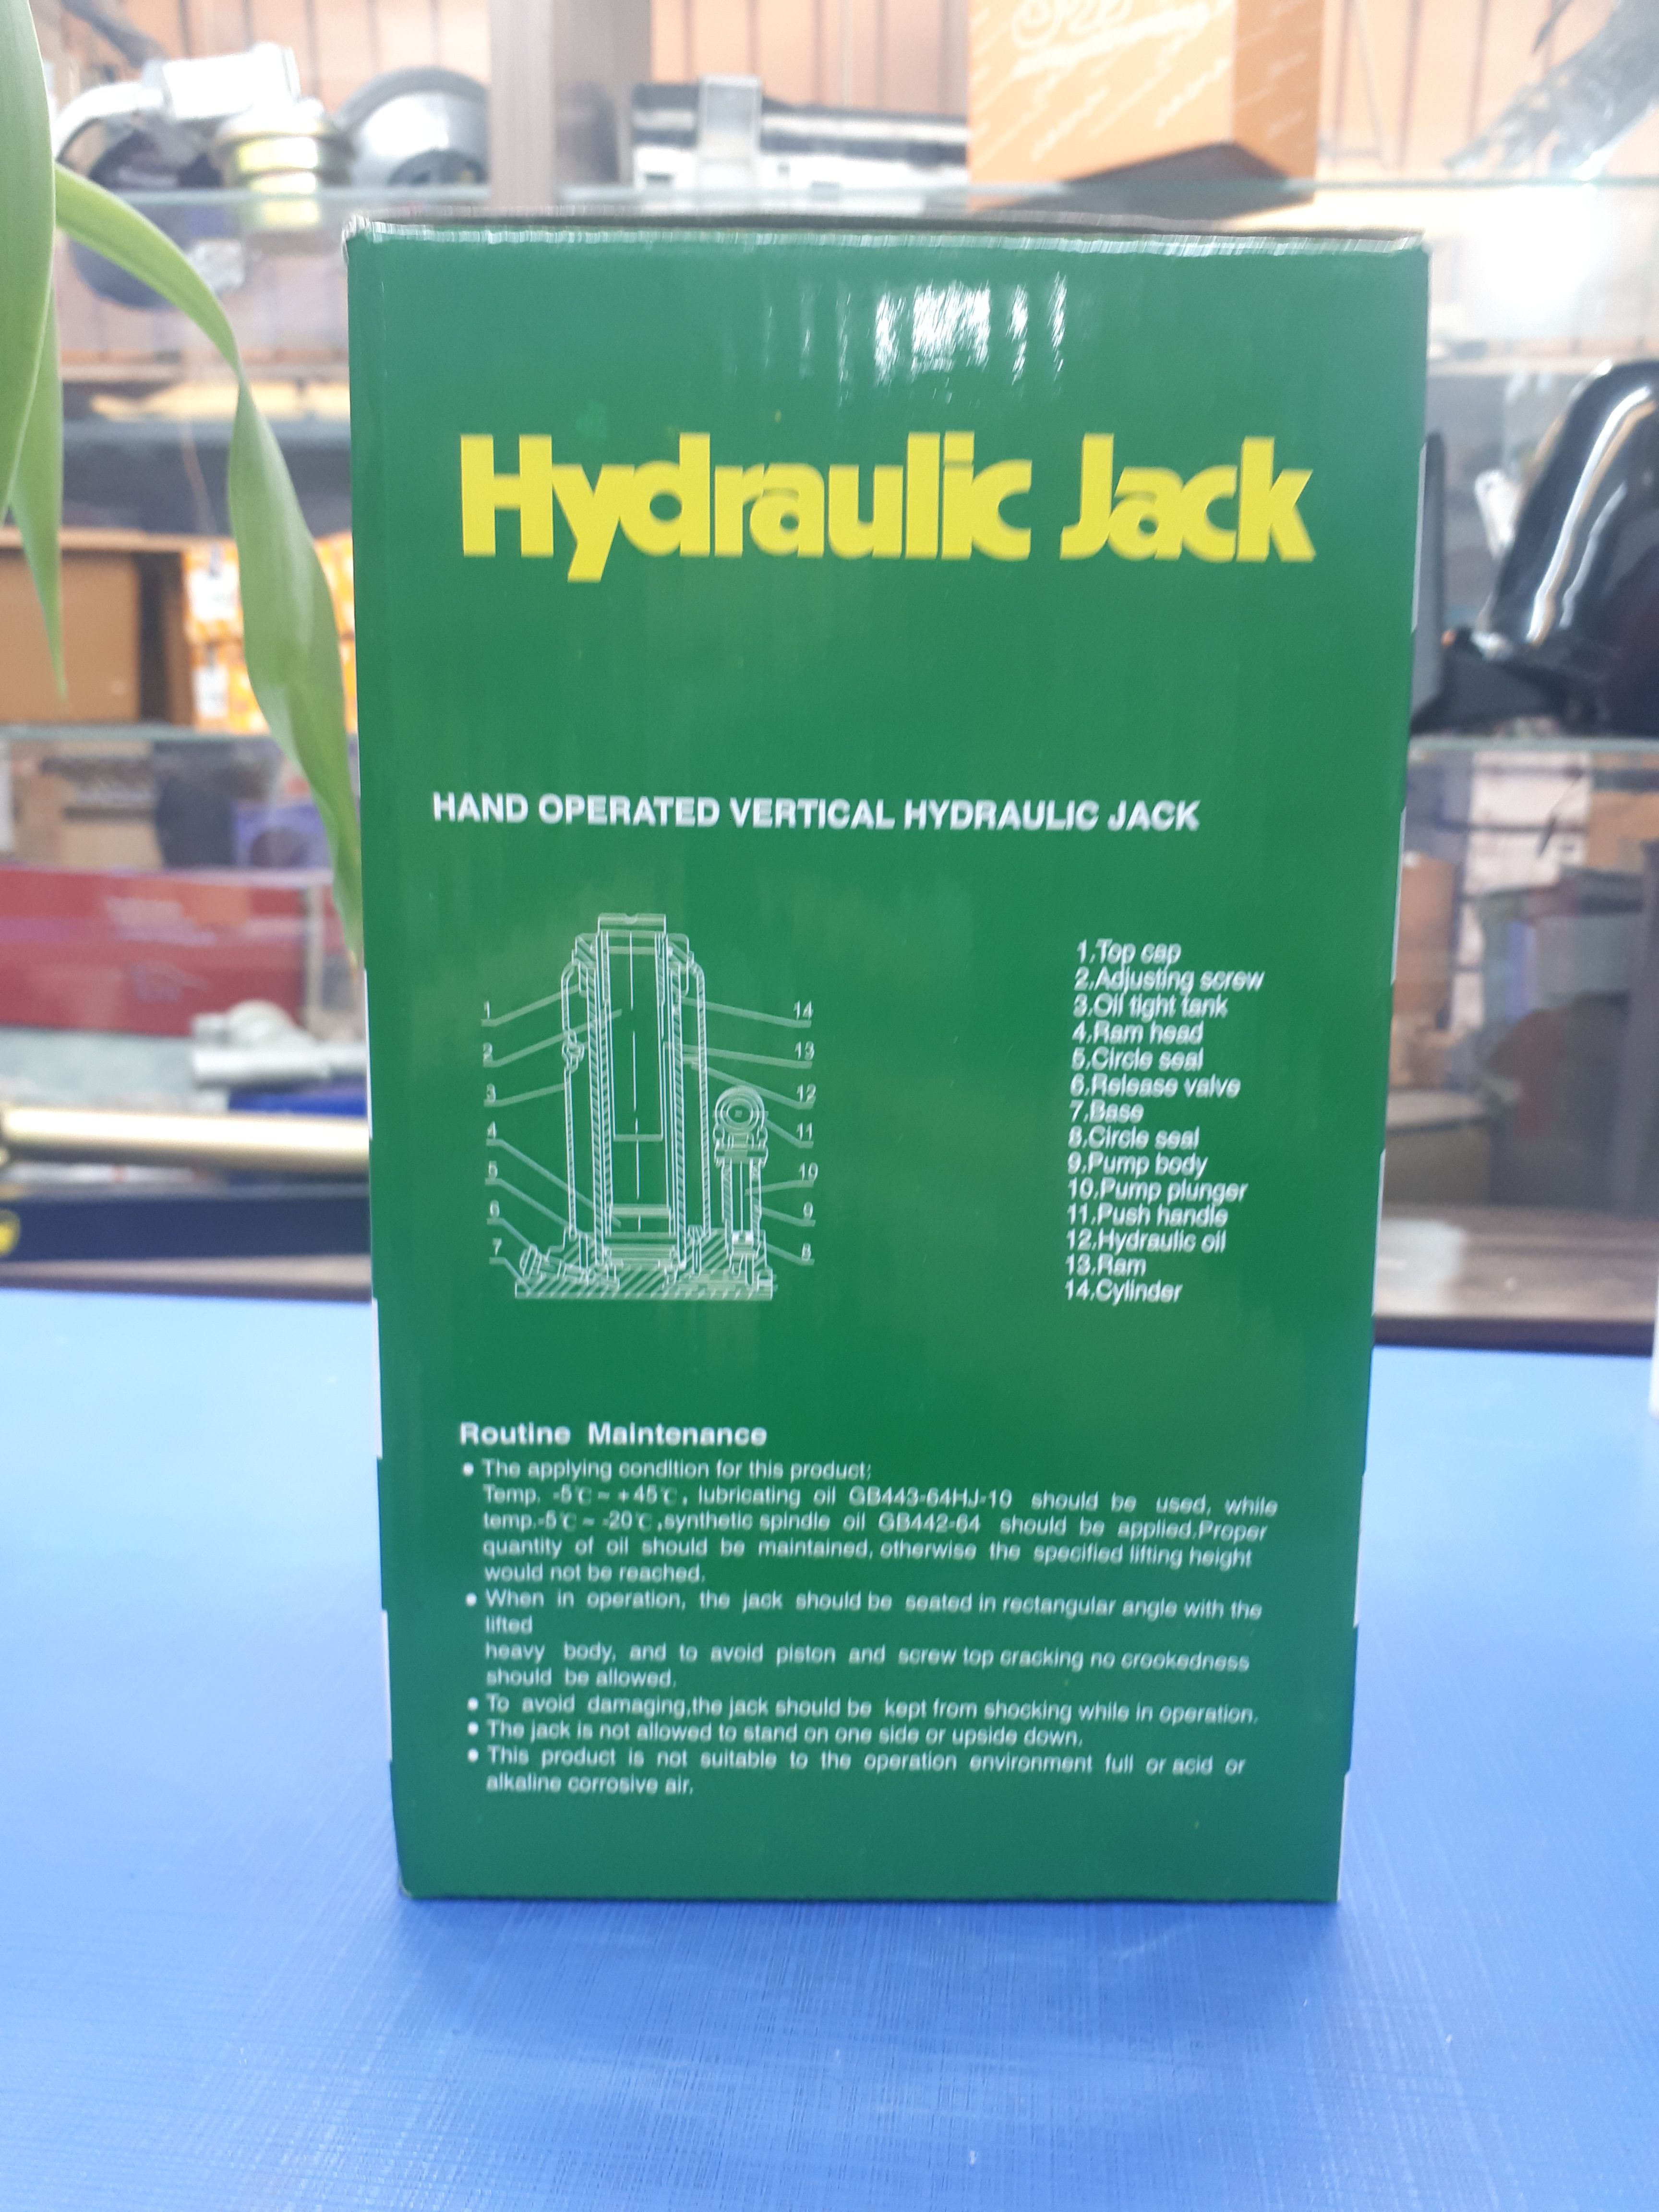 Hydraulic Jack
HAND OPERATED VERTICAL HYDRAULIC JACK
1
2
3
4
5
6
7
14
13
12
11
10
9
8
1.Top cap
2.Adjusting screw
3.Oil tight tank
4.Ram head
5.Circle seal
6.Release valve
7.Base
8.Circle seal
9.Pump body
10.Pump plunger
11.Push handle
12.Hydraulic oil
13.Ram
14.Cylinder
Routine Maintenance
● The applying condition for this product:
Temp. -5℃ ~ +45℃, lubricating oil GB443-64HJ-10 should be used, while
temp.-5℃ ~ -20℃,synthetic spindle oil GB442-64 should be applied.Proper
quantity of oil should be maintained, otherwise the specified lifting height
would not be reached.
● When in operation, the jack should be seated in rectangular angle with the
lifted
heavy body, and to avoid piston and screw top cracking no crookedness
should be allowed.
● To avoid damaging,the jack should be kept from shocking while in operation.
● The jack is not allowed to stand on one side or upside down.
● This product is not suitable to the operation environment full or acid or
alkaline corrosive air.